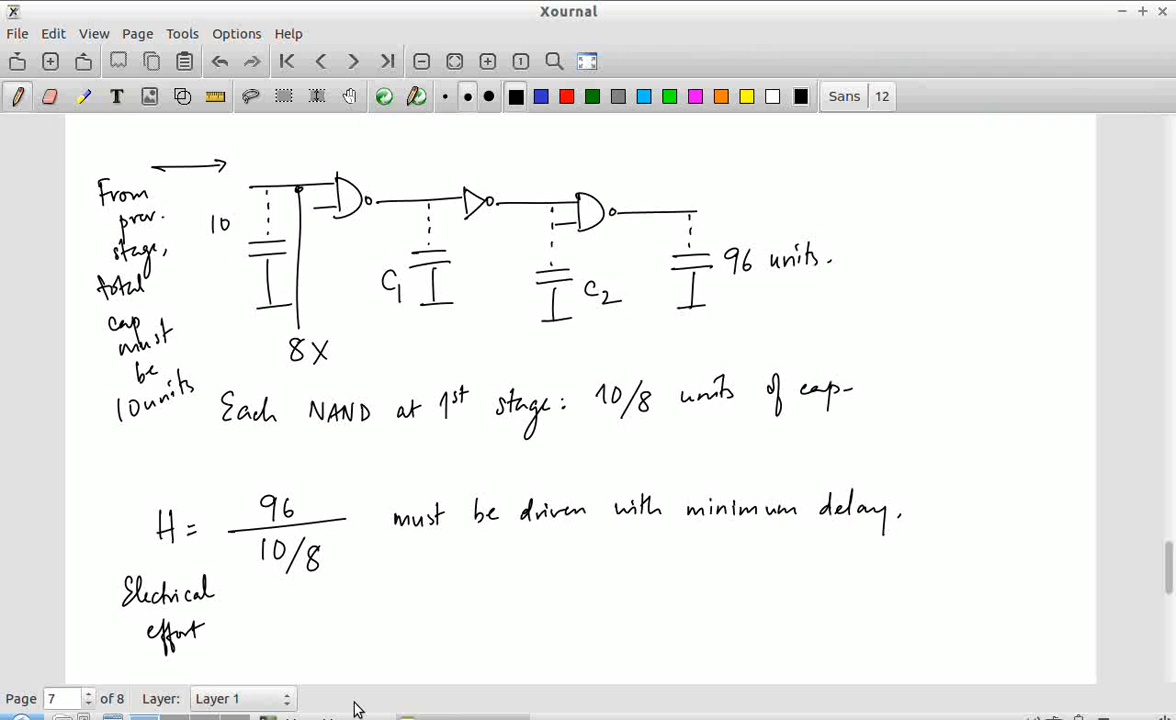 Xournal
File Edit View Page Tools Options Help
Sans 12
From
prev.
stage,
total
cap
must
be
10 units
10
8X
C1
C2
96 units.
Each NAND at 1st stage: 10/8 units of cap-
H = 96
10/8
must be driven with minimum delay.
Electrical
effort
Page 7 of 8 Layer: Layer 1